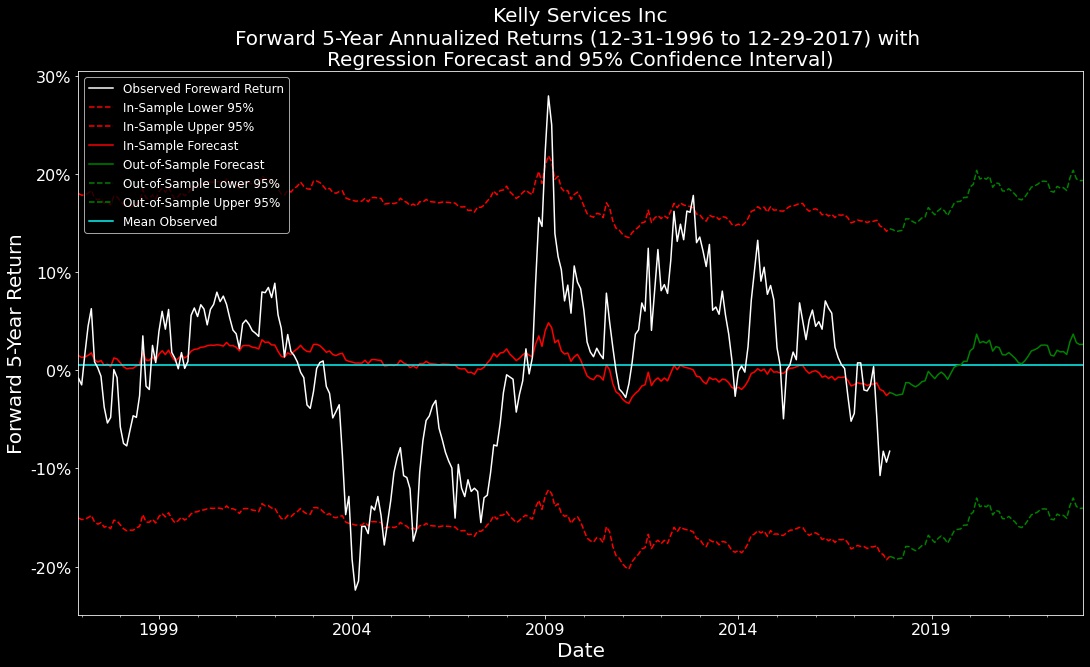 Kelly Services Inc
Forward 5-Year Annualized Returns (12-31-1996 to 12-29-2017) with
Regression Forecast and 95% Confidence Interval)
30%
20%
10%
0%
-10%
-20%
Forward 5-Year Return
Observed Foreward Return
In-Sample Lower 95%
In-Sample Upper 95%
In-Sample Forecast
Out-of-Sample Forecast
Out-of-Sample Lower 95%
Out-of-Sample Upper 95%
Mean Observed
1999
2004
2009
2014
2019
Date